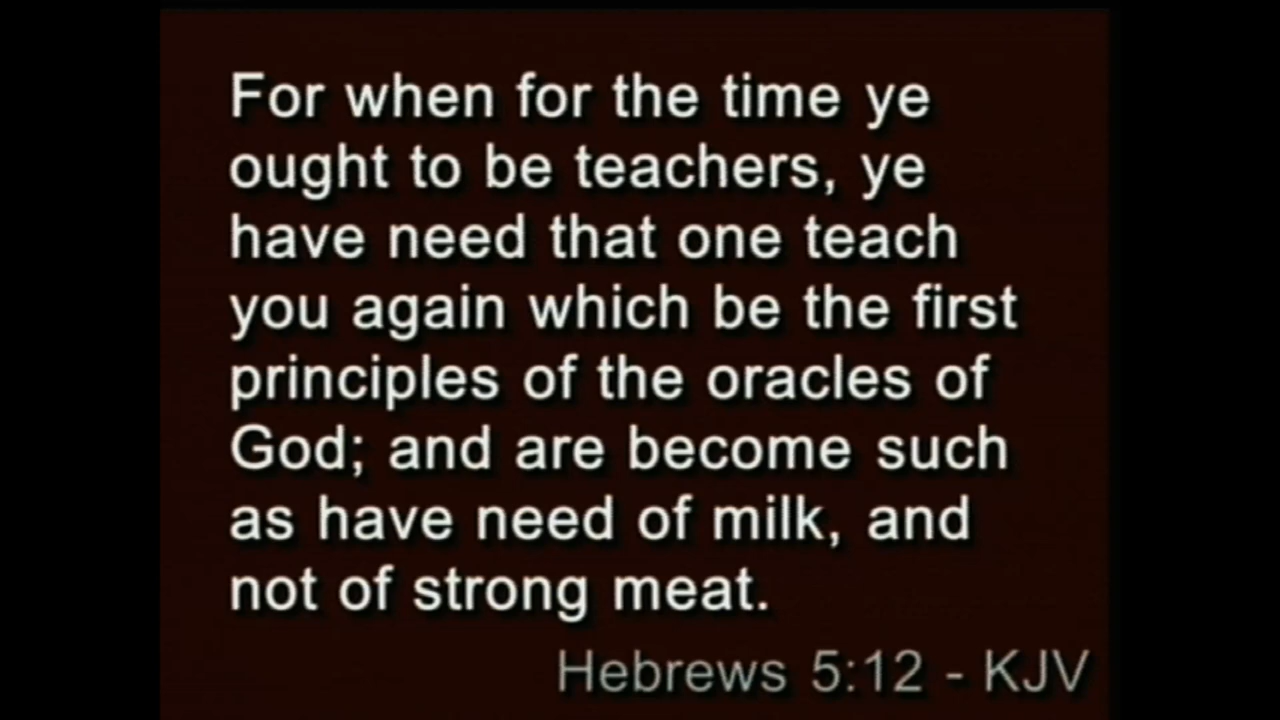 For when for the time ye
ought to be teachers, ye
have need that one teach
you again which be the first
principles of the oracles of
God; and are become such
as have need of milk, and
not of strong meat.
Hebrews 5:12 - KJV